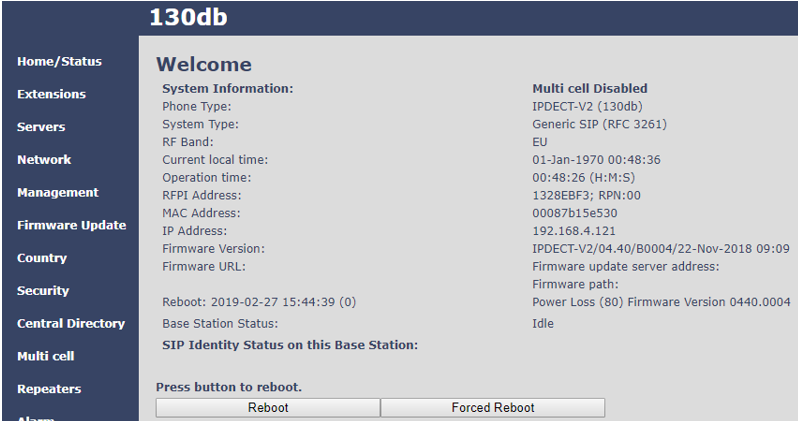 130db
Home/Status
Extensions
Servers
Network
Management
Firmware Update
Country
Security
Central Directory
Multi cell
Repeaters
Alarm
Welcome
System Information: Multi cell Disabled
Phone Type: IPDECT-V2 (130db)
System Type: Generic SIP (RFC 3261)
RF Band: EU
Current local time: 01-Jan-1970 00:48:36
Operation time: 00:48:26 (H:M:S)
RFPI Address: 1328EBF3; RPN:00
MAC Address: 00087b15e530
IP Address: 192.168.4.121
Firmware Version: IPDECT-V2/04.40/B0004/22-Nov-2018 09:09
Firmware URL: Firmware update server address:
Firmware path:
Reboot: 2019-02-27 15:44:39 (0) Power Loss (80) Firmware Version 0440.0004
Base Station Status: Idle
SIP Identity Status on this Base Station:
Press button to reboot.
Reboot Forced Reboot